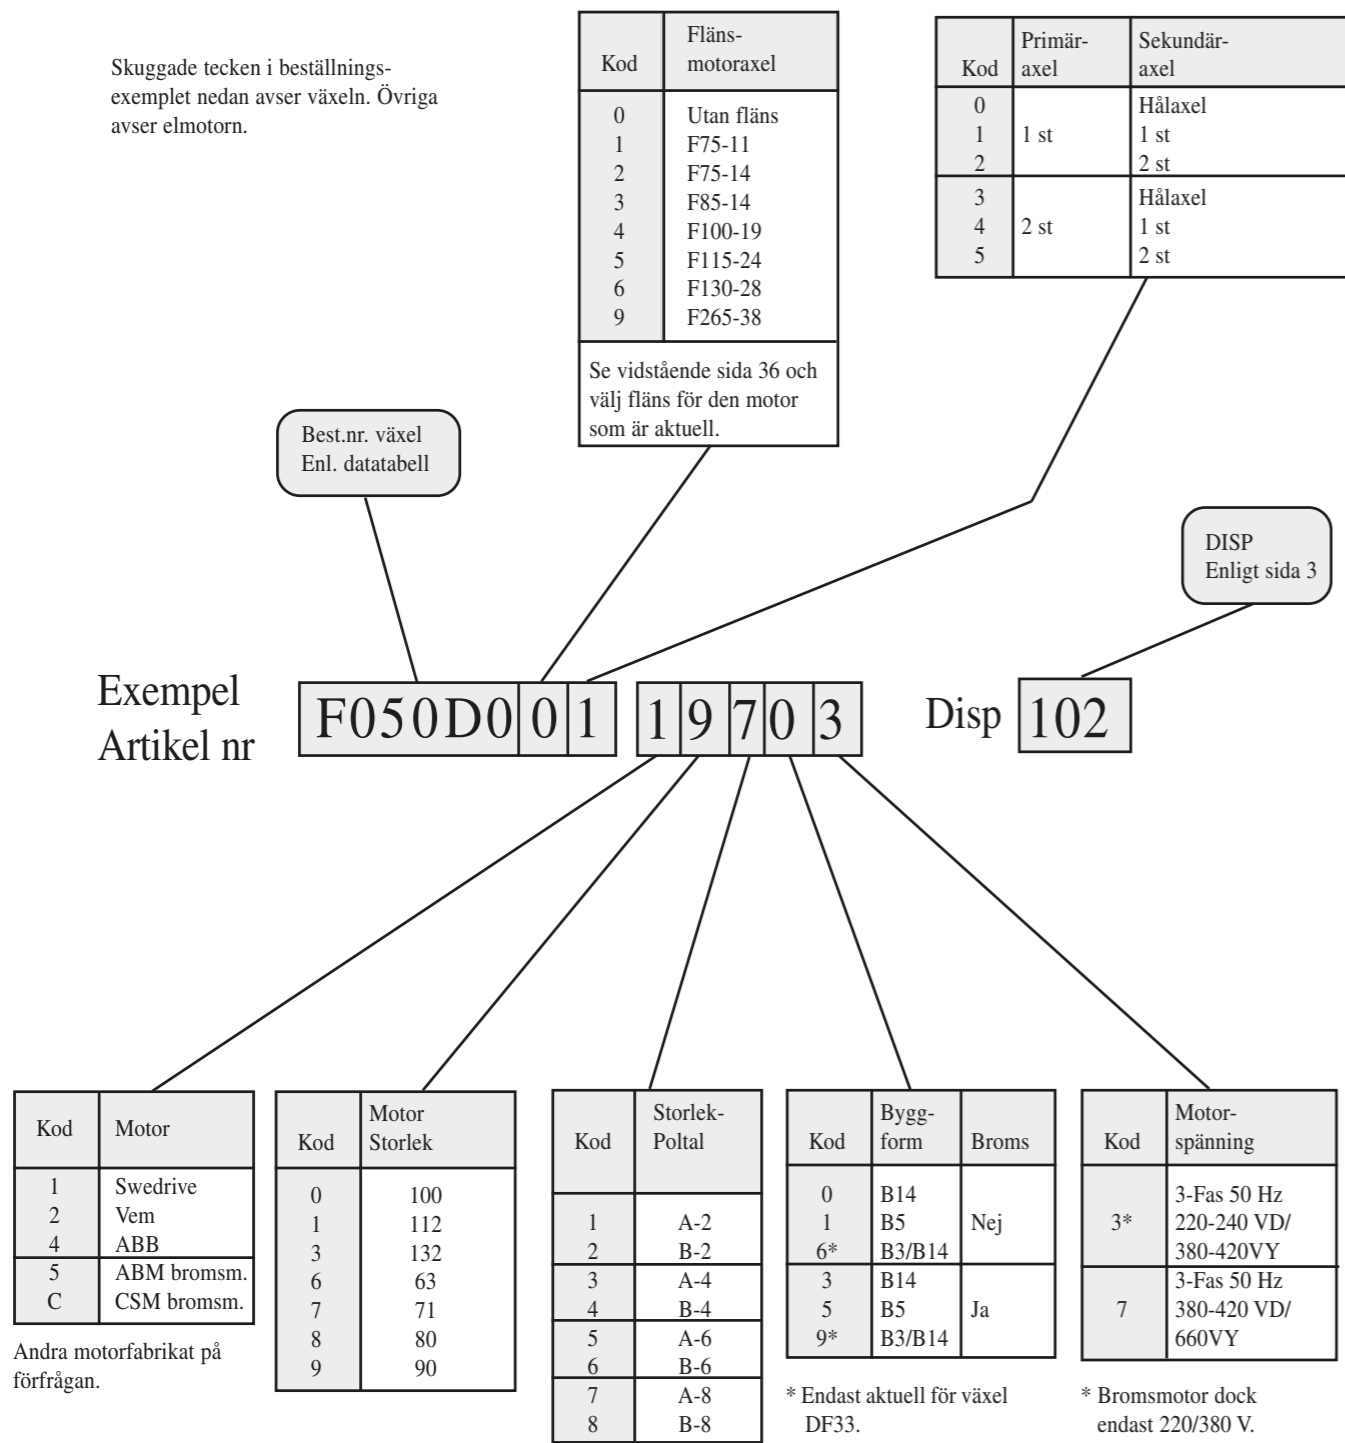 Skuggade tecken i beställnings-
exemplet nedan avser växeln. Övriga
avser elmotorn.
Kod Fläns-
motoraxel
0 Utan fläns
1 F75-11
2 F75-14
3 F85-14
4 F100-19
5 F115-24
6 F130-28
9 F265-38
Se vidstående sida 36 och
välj fläns för den motor
som är aktuell.
Primär- Sekundär-
Kod axel axel
0 Hålaxel
1 1 st 1 st
2 2 st
3 Hålaxel
4 2 st 1 st
5 2 st
Best.nr. växel
Enl. datatabell
DISP
Enligt sida 3
Exempel
Artikel nr
F050D0 0 1 1 9 7 0 3 Disp 102
Kod Motor
1 Swedrive
2 Vem
4 ABB
5 ABM bromsm.
C CSM bromsm.
Andra motorfabrikat på
förfrågan.
Motor
Kod Storlek
0 100
1 112
3 132
6 63
7 71
8 80
9 90
Storlek-
Kod Poltal
1 A-2
2 B-2
3 A-4
4 B-4
5 A-6
6 B-6
7 A-8
8 B-8
Bygg-
Kod form Broms
0 B14
1 B5 Nej
6* B3/B14
3 B14
5 B5 Ja
9* B3/B14
* Endast aktuell för växel
DF33.
Motor-
Kod spänning
3-Fas 50 Hz
3* 220-240 VD/
380-420VY
3-Fas 50 Hz
7 380-420 VD/
660VY
* Bromsmotor dock
endast 220/380 V.